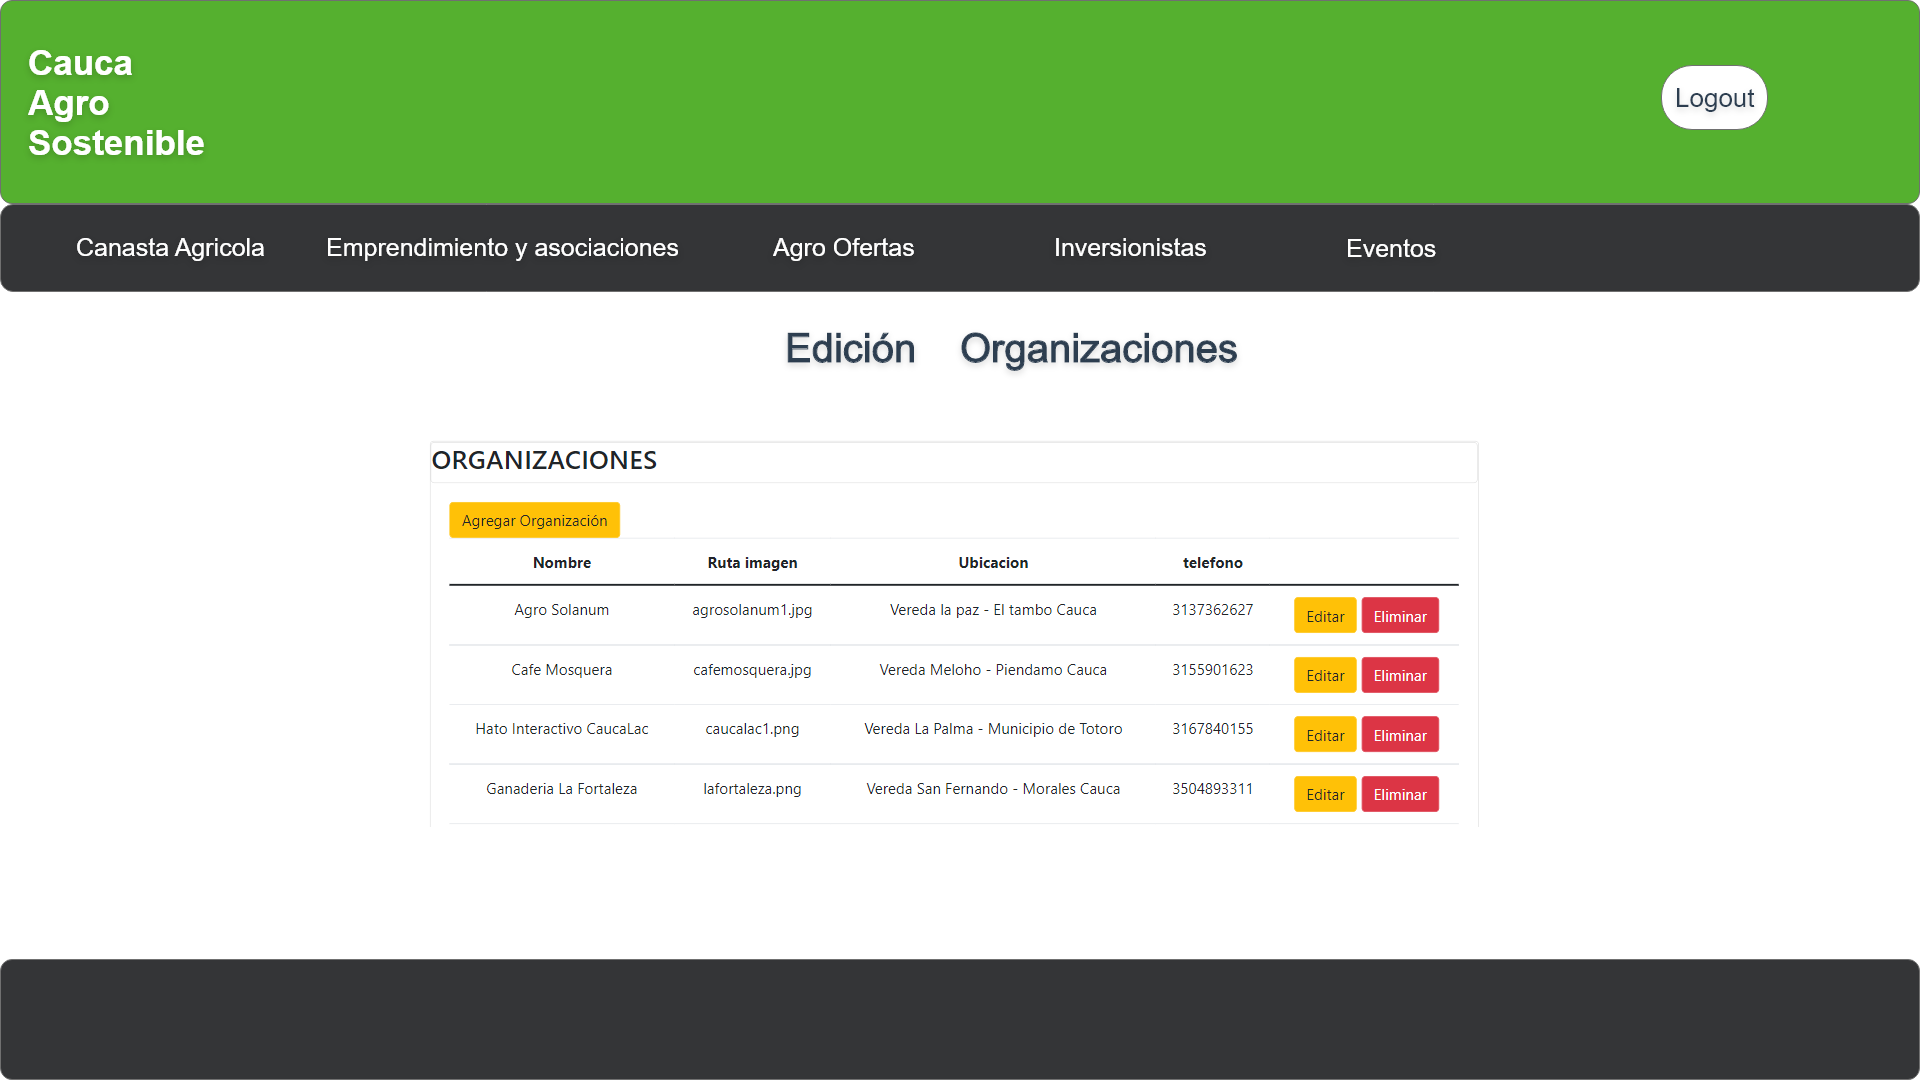 Cauca
Agro
Sostenible
Logout
Canasta Agricola Emprendimiento y asociaciones Agro Ofertas Inversionistas Eventos
Edición Organizaciones
ORGANIZACIONES
Agregar Organización
Nombre Ruta imagen Ubicacion telefono
Agro Solanum agrosolanum1.jpg Vereda la paz - El tambo Cauca 3137362627 Editar Eliminar
Cafe Mosquera cafemosquera.jpg Vereda Meloho - Piendamo Cauca 3155901623 Editar Eliminar
Hato Interactivo CaucaLac caucalac1.png Vereda La Palma - Municipio de Totoro 3167840155 Editar Eliminar
Ganaderia La Fortaleza lafortaleza.png Vereda San Fernando - Morales Cauca 3504893311 Editar Eliminar